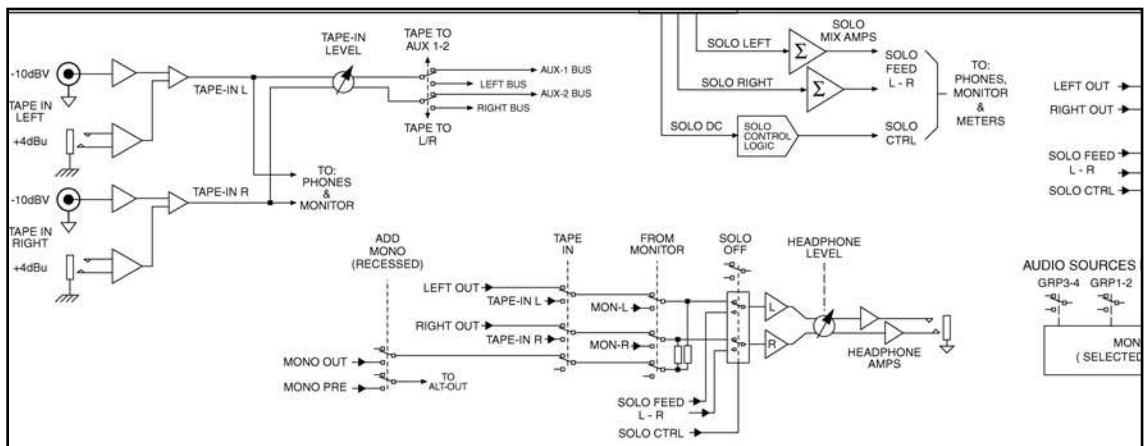 TAPE-IN
LEVEL
TAPE TO
AUX 1-2
-10dBV
TAPE IN
LEFT
+4dBu
TAPE-IN L
AUX-1 BUS
LEFT BUS
AUX-2 BUS
RIGHT BUS
TAPE TO
L/R
-10dBV
TAPE IN
RIGHT
+4dBu
TAPE-IN R
TO:
PHONES
&
MONITOR
SOLO LEFT
SOLO
MIX AMPS
Σ
SOLO RIGHT
Σ
SOLO
FEED
L - R
SOLO DC
SOLO
CONTROL
LOGIC
SOLO
CTRL
TO:
PHONES,
MONITOR
&
METERS
LEFT OUT
RIGHT OUT
SOLO FEED
L - R
SOLO CTRL
ADD
MONO
(RECESSED)
TAPE
IN
FROM
MONITOR
SOLO
OFF
HEADPHONE
LEVEL
LEFT OUT
TAPE-IN L
MON-L
L
RIGHT OUT
TAPE-IN R
MON-R
R
MONO OUT
MONO PRE
TO
ALT-OUT
HEADPHONE
AMPS
SOLO FEED
L - R
SOLO CTRL
AUDIO SOURCES
GRP3-4 GRP1-2
MON
( SELECTED